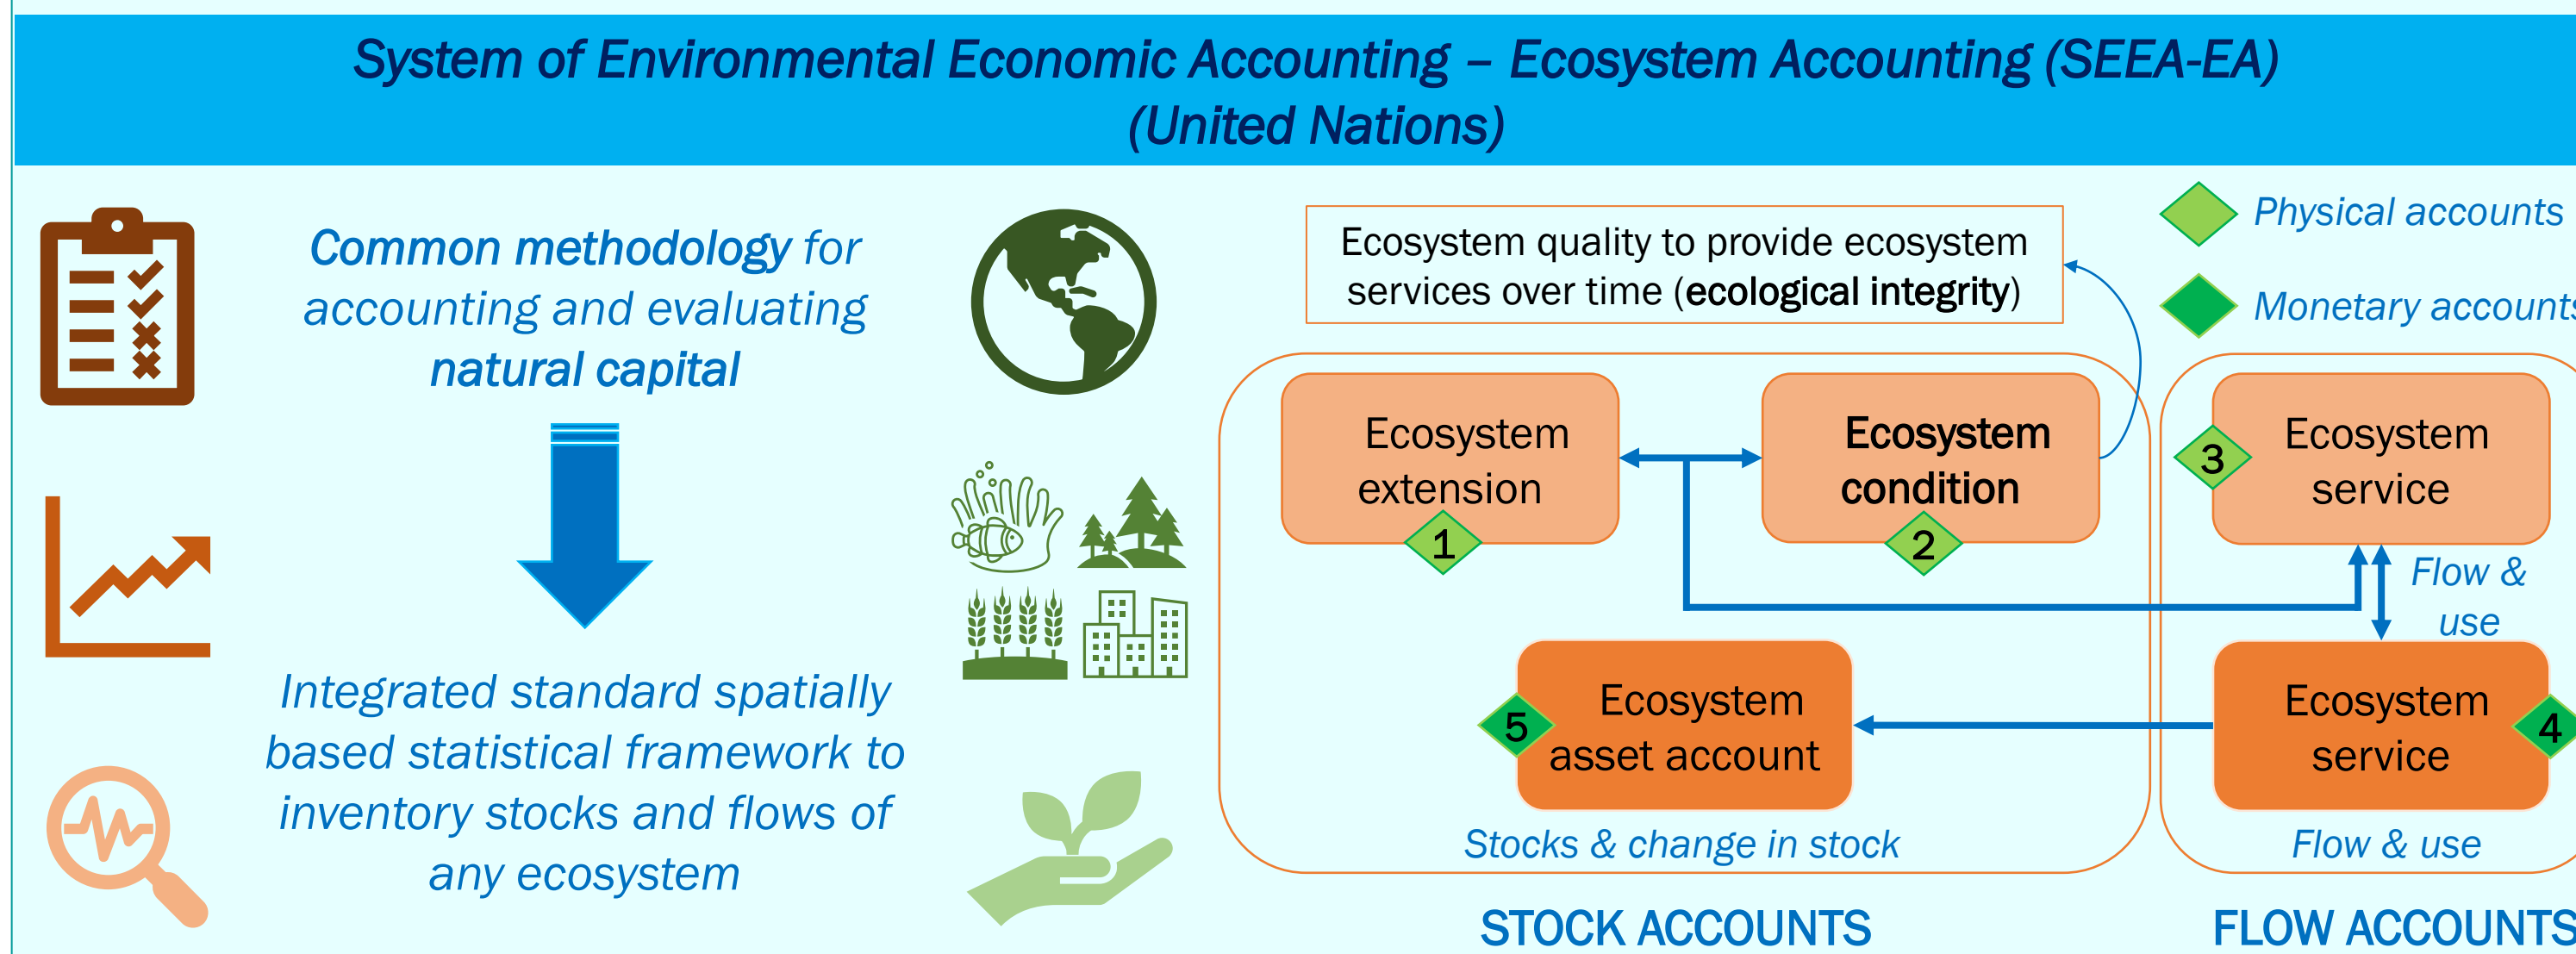 System of Environmental Economic Accounting – Ecosystem Accounting (SEEA-EA)
(United Nations)
Common methodology for
accounting and evaluating
natural capital
Integrated standard spatially
based statistical framework to
inventory stocks and flows of
any ecosystem
Ecosystem quality to provide ecosystem
services over time (ecological integrity)
Physical accounts
Monetary accounts
Ecosystem
extension
1
Ecosystem
condition
2
3
Ecosystem
service
Flow &
use
5
Ecosystem
asset account
Ecosystem
service
4
Stocks & change in stock
Flow & use
STOCK ACCOUNTS
FLOW ACCOUNTS